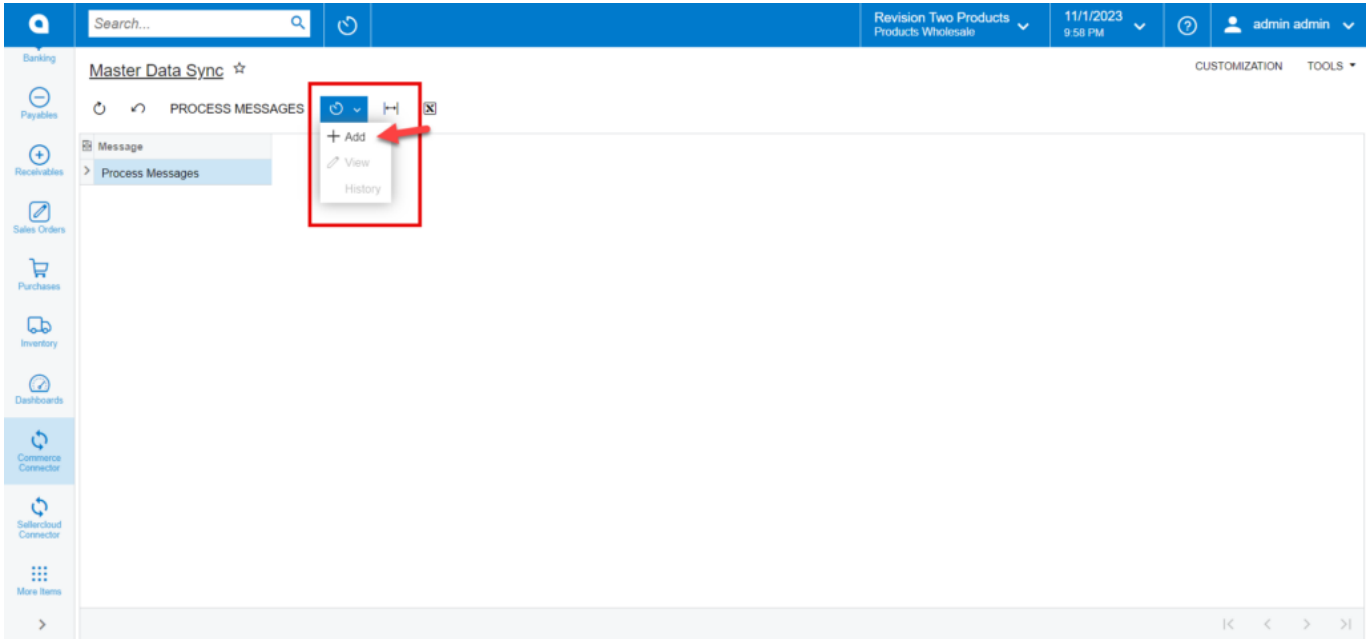 Search...
Revision Two Products
Products Wholesale
11/1/2023
9:58 PM
admin admin
Banking
Payables
Receivables
Sales Orders
Purchases
Inventory
Dashboards
Commerce
Connector
Sellercloud
Connector
More Items
Master Data Sync
CUSTOMIZATION
TOOLS
PROCESS MESSAGES
Add
View
History
Message
Process Messages